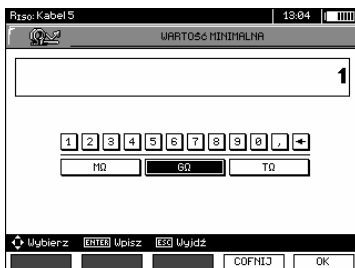 RISO: Kabel 5 13:04
WARTOŚĆ MINIMALNA
1
1 2 3 4 5 6 7 8 9 0 , ←
MΩ GΩ TΩ
Wybierz ENTER Wpisz ESC Wyjdź
COFNIJ OK